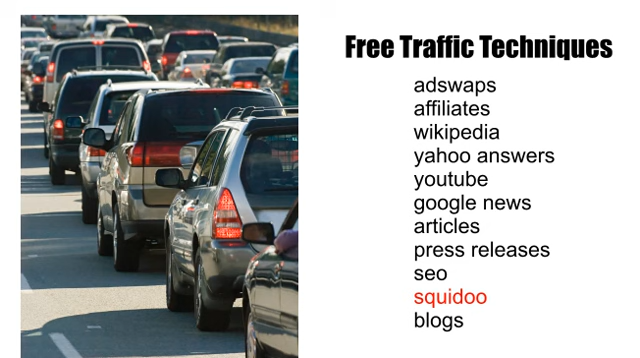 Free Traffic Techniques
adswaps
affiliates
wikipedia
yahoo answers
youtube
google news
articles
press releases
seo
squidoo
blogs